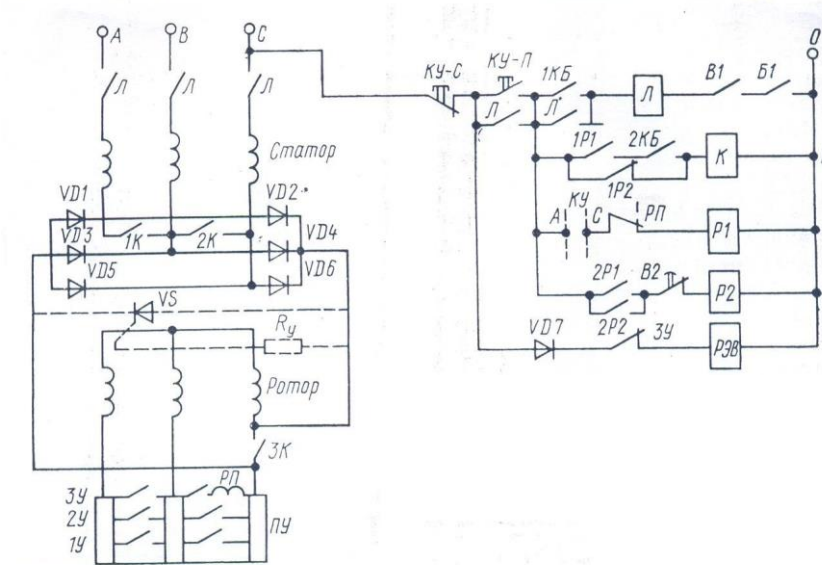 А В С 0
Л Л Л
КУ-С КУ-П 1КБ Л В1 Б1
Л Л
Статор
1Р1 2КБ К
1Р2
VD1 VD2
1К 2К
VD3 VD4
VD5 VD6
А КУ С РП Р1
VS
Rу
2Р1 В2 Р2
2Р2
VD7 3У РЭВ
Ротор
3К
РП
3У
2У
1У
ПУ